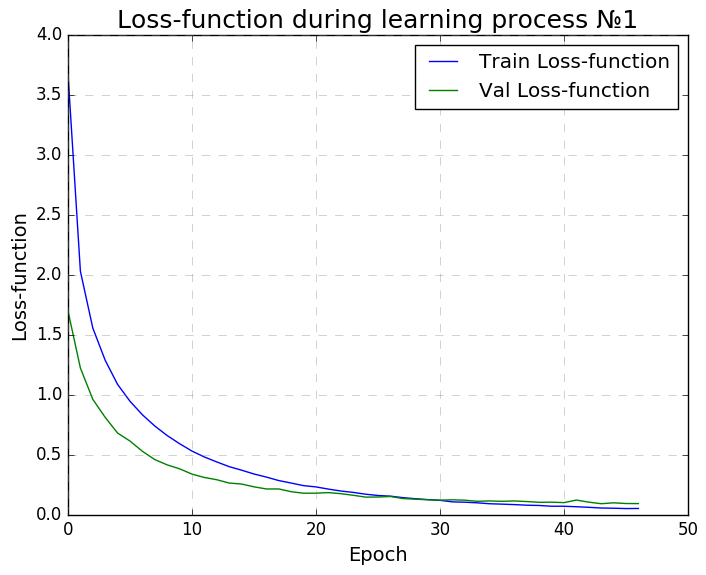 Loss-function during learning process №1
4.0
3.5
3.0
2.5
2.0
1.5
1.0
0.5
0.0
Loss-function
Train Loss-function
Val Loss-function
0 10 20 30 40 50
Epoch